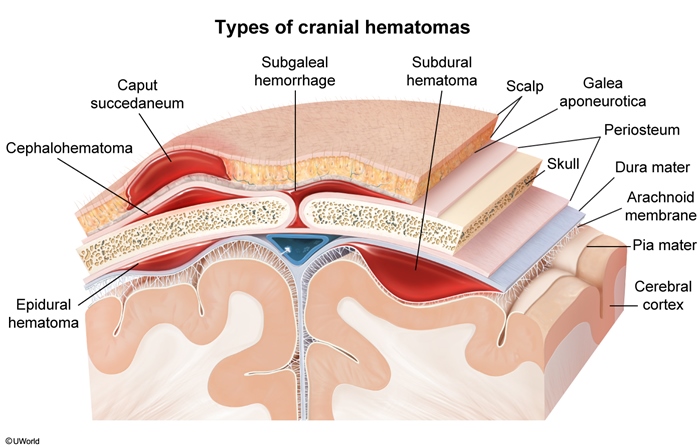 Types of cranial hematomas
Subgaleal
hemorrhage
Subdural
hematoma
Caput
succedaneum
Scalp
Galea
aponeurotica
Cephalohematoma
Periosteum
Skull
Dura mater
Arachnoid
membrane
Pia mater
Epidural
hematoma
Cerebral
cortex
©UWorld